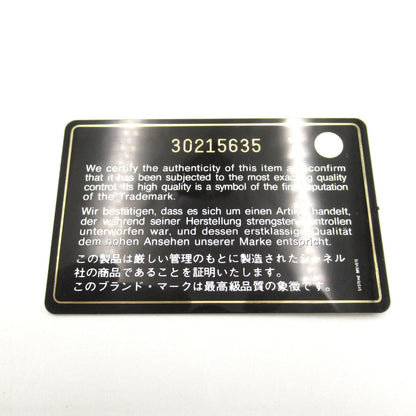 30215635
We certify the authenticity of this item and confirm
that it has been subjected to the most exacting quality
control. Its high quality is a symbol of the final reputation
of the Trademark.
Wir bestätigen, dass es sich um einen Artikel handelt,
der während seiner Herstellung strengsten Kontrollen
unterworfen war, und dessen erstklassige Qualität
dem hohen Ansehen unserer Marke entspricht.
この製品は厳しい管理のもとに製造されたシャネル
社の商品であることを証明いたします。
このブランド・マークは最高級品質の象徴です。